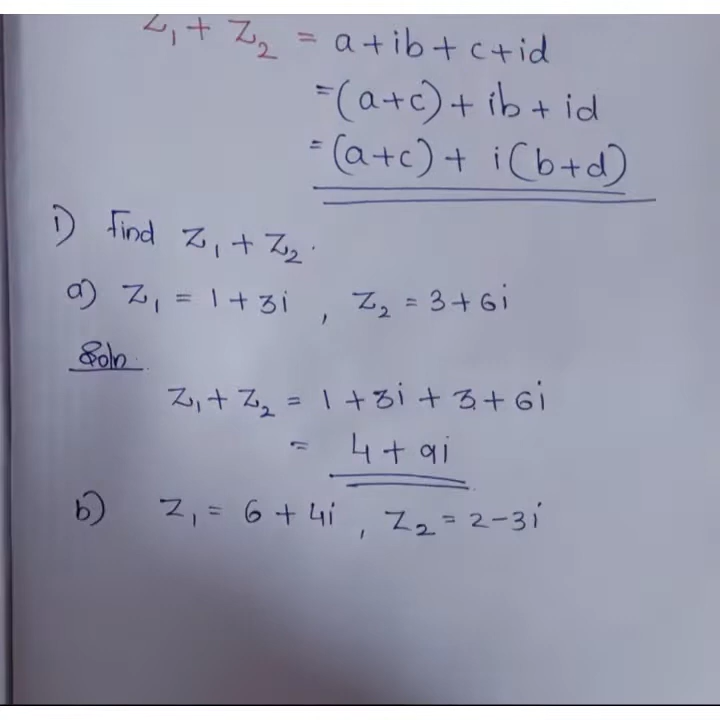 Z₁ + Z₂ = a + ib + c + id
= (a+c) + ib + id
= (a+c) + i(b+d)
1) Find Z₁ + Z₂.
a) Z₁ = 1 + 3i , Z₂ = 3 + 6i
Soln.
Z₁ + Z₂ = 1 + 3i + 3 + 6i
= 4 + 9i
b) Z₁ = 6 + 4i , Z₂ = 2 - 3i